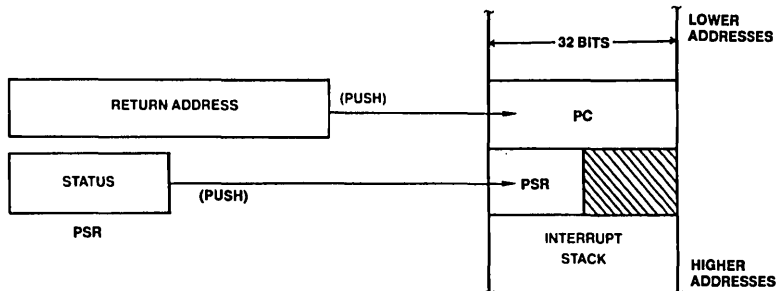 LOWER
ADDRESSES
32 BITS
RETURN ADDRESS
(PUSH)
PC
STATUS
(PUSH)
PSR
PSR
INTERRUPT
STACK
HIGHER
ADDRESSES